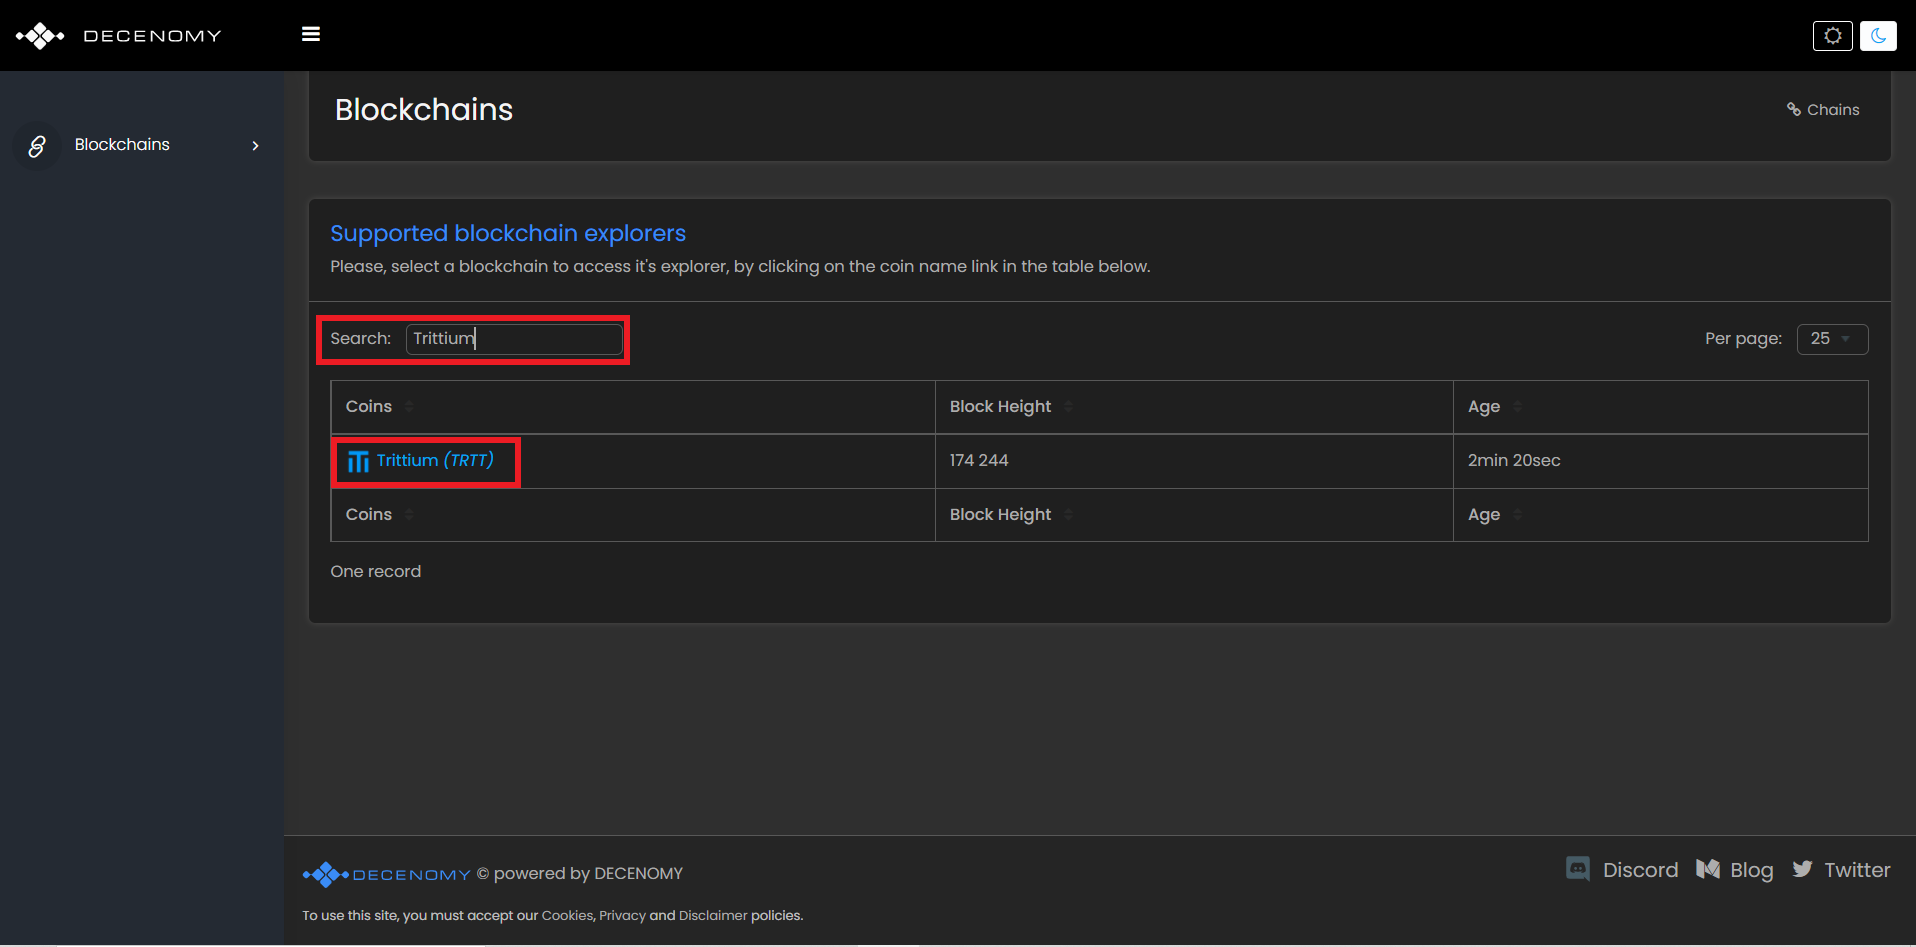 DECENOMY
Blockchains
Blockchains
Chains
Supported blockchain explorers
Please, select a blockchain to access it's explorer, by clicking on the coin name link in the table below.
Search: Trittium
Per page: 25
Coins Block Height Age
Trittium (TRTT) 174 244 2min 20sec
Coins Block Height Age
One record
DECENOMY © powered by DECENOMY
Discord Blog Twitter
To use this site, you must accept our Cookies, Privacy and Disclaimer policies.